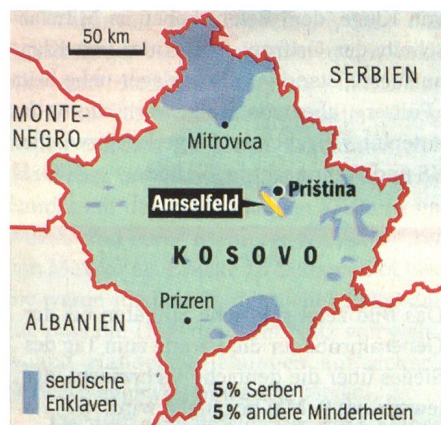 50 km
SERBIEN
MONTE-
NEGRO
Mitrovica
Priština
Amselfeld
KOSOVO
Prizren
ALBANIEN
serbische
Enklaven
5% Serben
5% andere Minderheiten